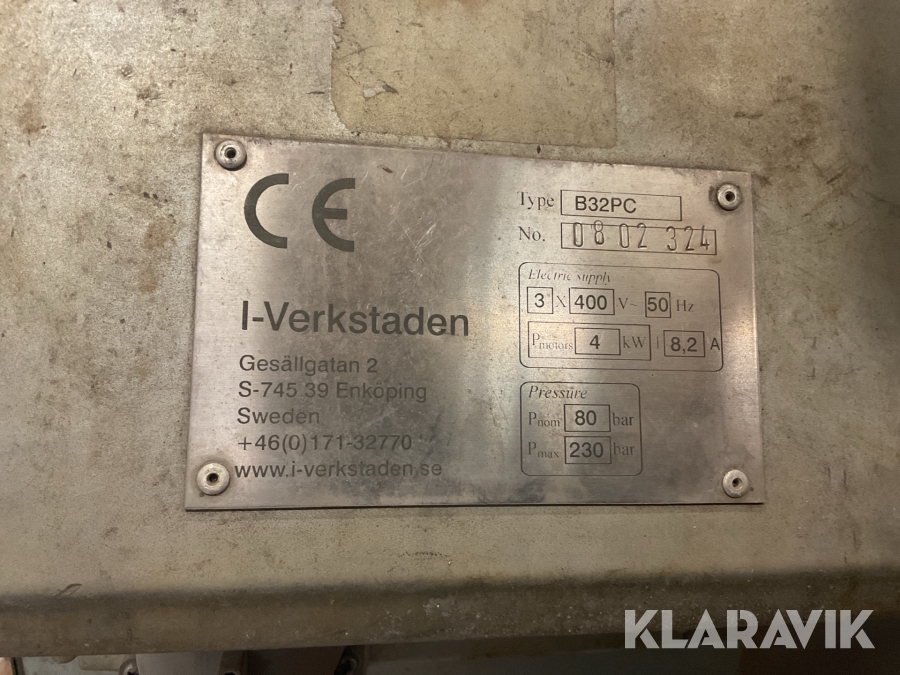 CE
I-Verkstaden
Gesällgatan 2
S-745 39 Enköping
Sweden
+46(0)171-32770
www.i-verkstaden.se
Type B32PC
No. 0802 324
Electric supply
3 X 400 V~ 50 Hz
Pmotors 4 kW I 8,2 A
Pressure
Pnom 80 bar
Pmax 230 bar
KLARAVIK